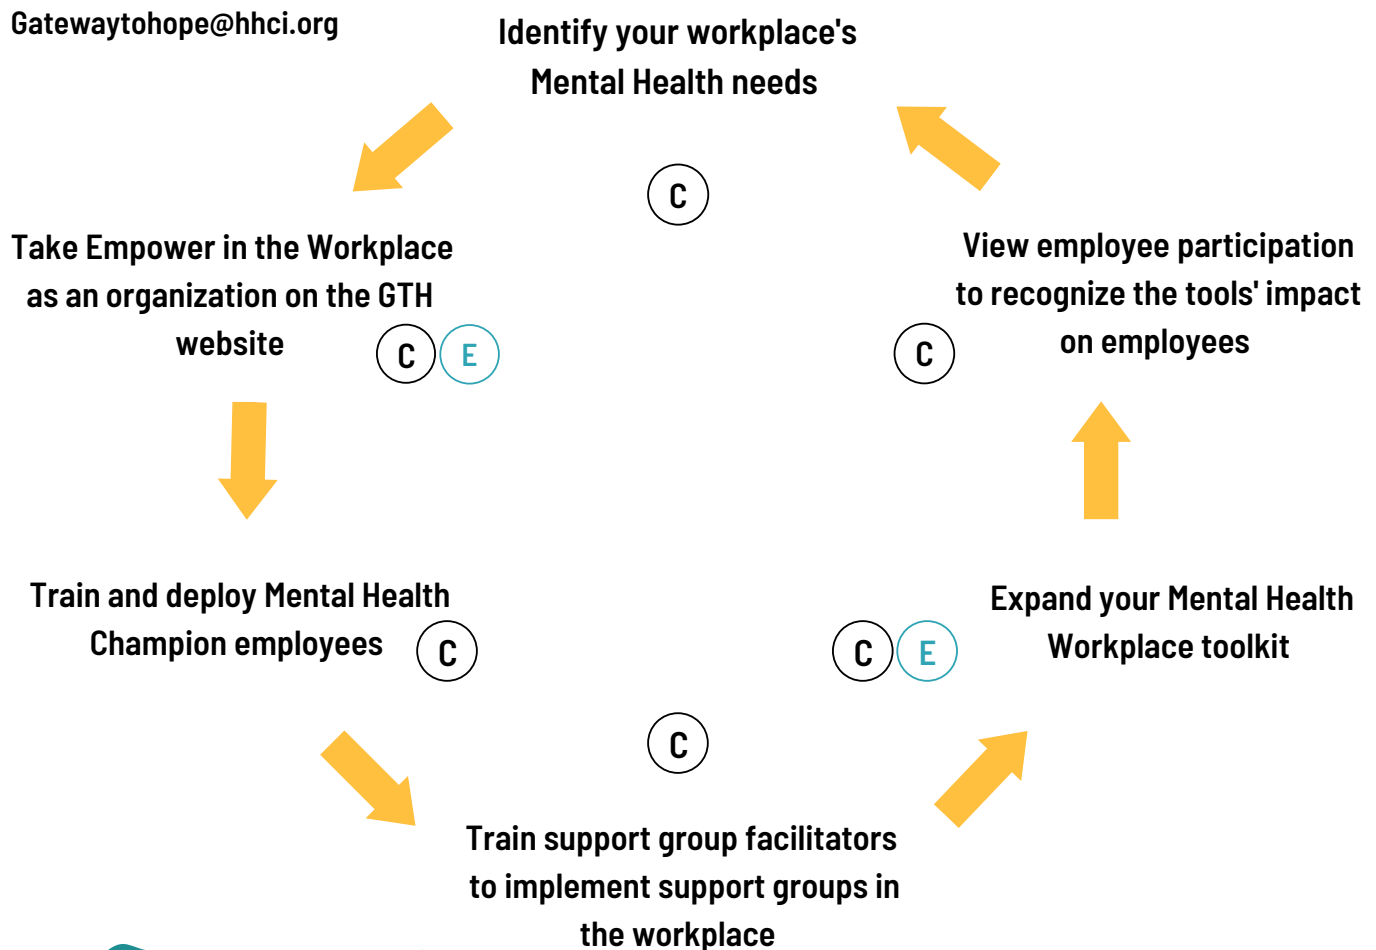 Gatewaytohope@hhci.org
Identify your workplace's
Mental Health needs
C
Take Empower in the Workplace
as an organization on the GTH
website
C E
Train and deploy Mental Health
Champion employees
C
C
Train support group facilitators
to implement support groups in
the workplace
Expand your Mental Health
Workplace toolkit
C E
View employee participation
to recognize the tools' impact
on employees
C